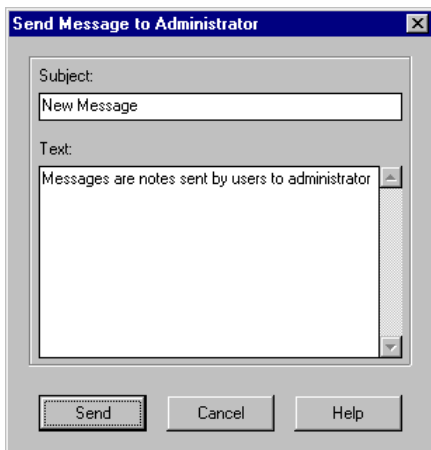 Send Message to Administrator
Subject:
New Message
Text:
Messages are notes sent by users to administrator
Send
Cancel
Help